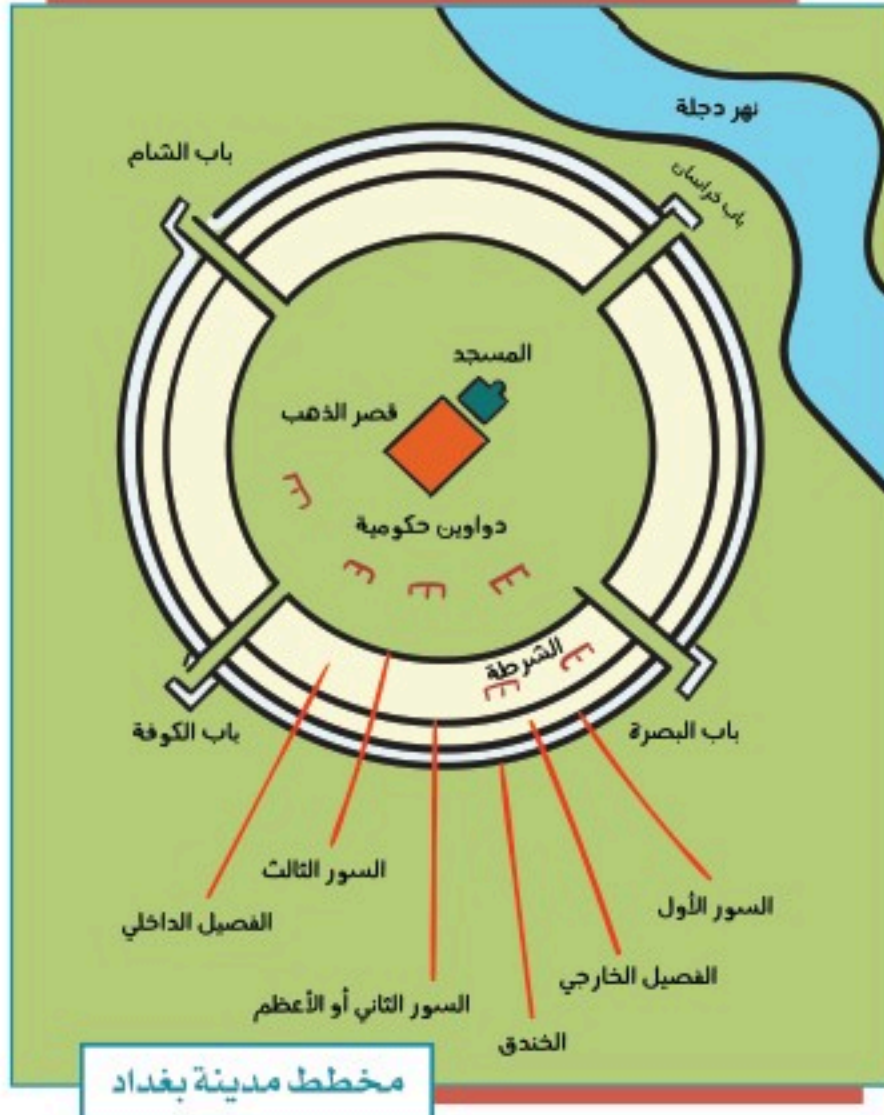 نهر دجلة
باب الشام
باب خراسان
المسجد
قصر الذهب
دواوين حكومية
الشرطة
باب الكوفة
باب البصرة
السور الثالث
السور الأول
الفصيل الداخلي
الفصيل الخارجي
السور الثاني أو الأعظم
الخندق
مخطط مدينة بغداد